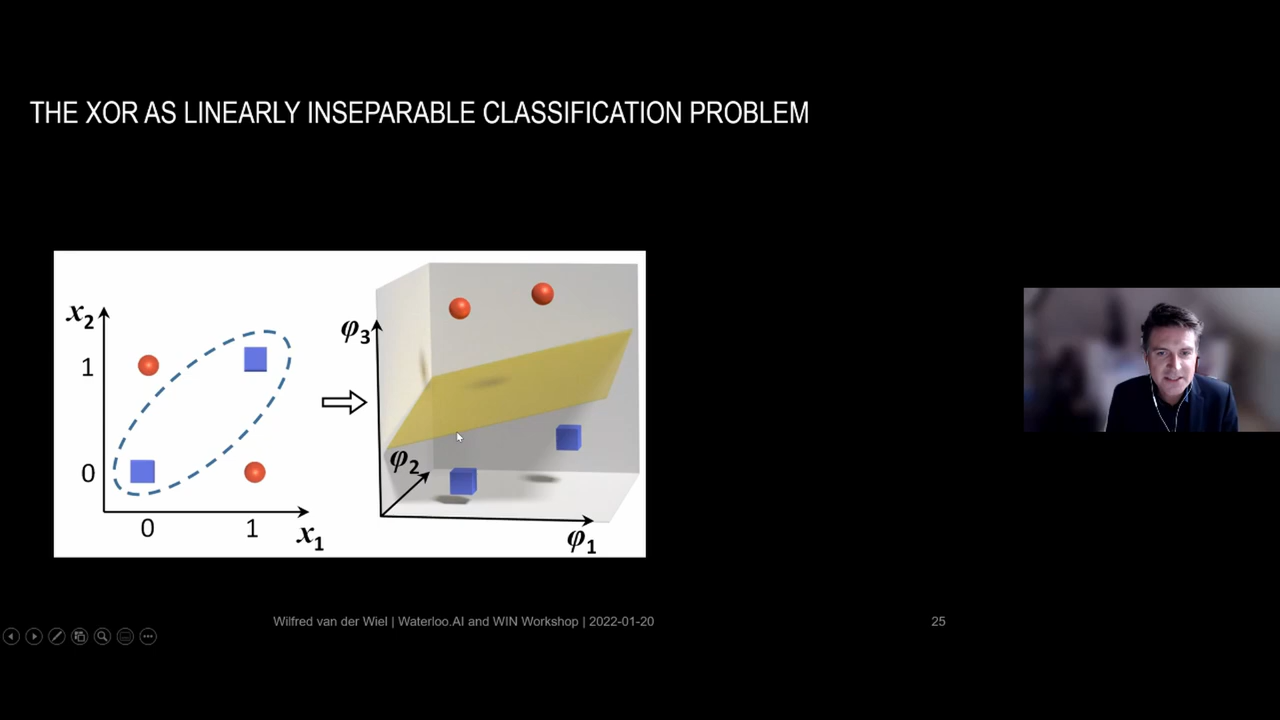 THE XOR AS LINEARLY INSEPARABLE CLASSIFICATION PROBLEM
x2
1
0
0 1
x1
φ3
φ2
φ1
Wilfred van der Wiel | Waterloo.AI and WIN Workshop | 2022-01-20
25